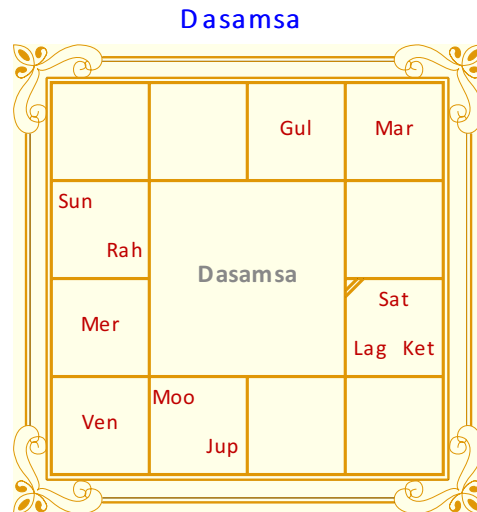 Dasamsa
Gul Mar
Sun
Rah
Dasamsa
Sat
Mer
Lag Ket
Moo
Ven
Jup